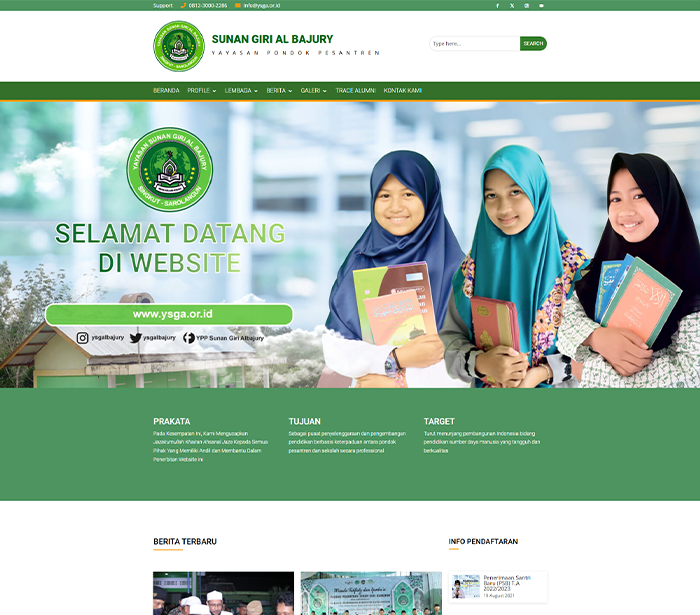 Support
0812-3000-2286
info@ysga.or.id
SUNAN GIRI AL BAJURY
YAYASAN PONDOK PESANTREN
Type here...
SEARCH
BERANDA
PROFILE
LEMBAGA
BERITA
GALERI
TRACE ALUMNI
KONTAK KAMI
YAYASAN SUNAN GIRI AL BAJURY
SINGKUT - SAROLANGUN
SELAMAT DATANG
DI WEBSITE
www.ysga.or.id
ysgalbajury
ysgalbajury
YPP Sunan Giri Albajury
PRAKATA
Pada Kesempatan Ini, Kami Mengucapkan
Jazakumullah Khairan Ahsanal Jaza Kepada Semua
Pihak Yang Memiliki Andil dan Membantu Dalam
Penerbitan Website ini
TUJUAN
Sebagai pusat penyelenggaraan dan pengembangan
pendidikan berbasis keterpaduan antara pondok
pesantren dan sekolah secara professional
TARGET
Turut menunjang pembangunan Indonesia bidang
pendidikan sumber daya manusia yang tangguh dan
berkualitas
BERITA TERBARU
INFO PENDAFTARAN
Penerimaan Santri
Baru (PSB) T.A
2022/2023
19 August 2021